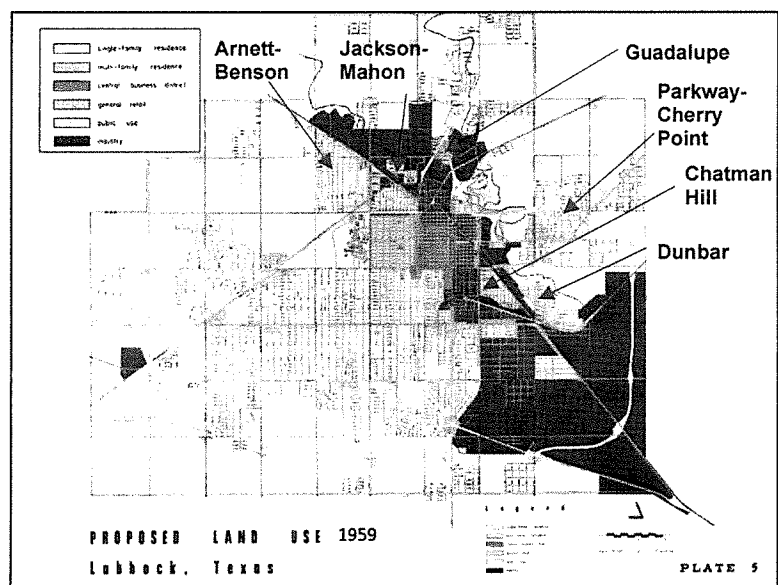 single-family residence
multi-family residence
central business district
general retail
public use
industry
Arnett-
Benson
Jackson-
Mahon
Guadalupe
Parkway-
Cherry
Point
Chatman
Hill
Dunbar
PROPOSED LAND USE 1959
Lubbock, Texas
Legend
PLATE 5